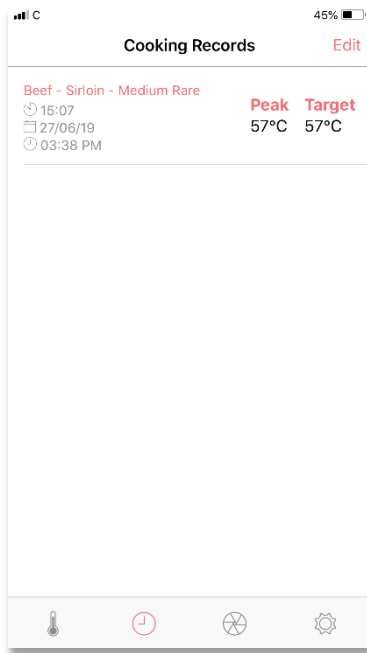 C 45%
Cooking Records Edit
Beef - Sirloin - Medium Rare
15:07
27/06/19
03:38 PM
Peak Target
57°C 57°C